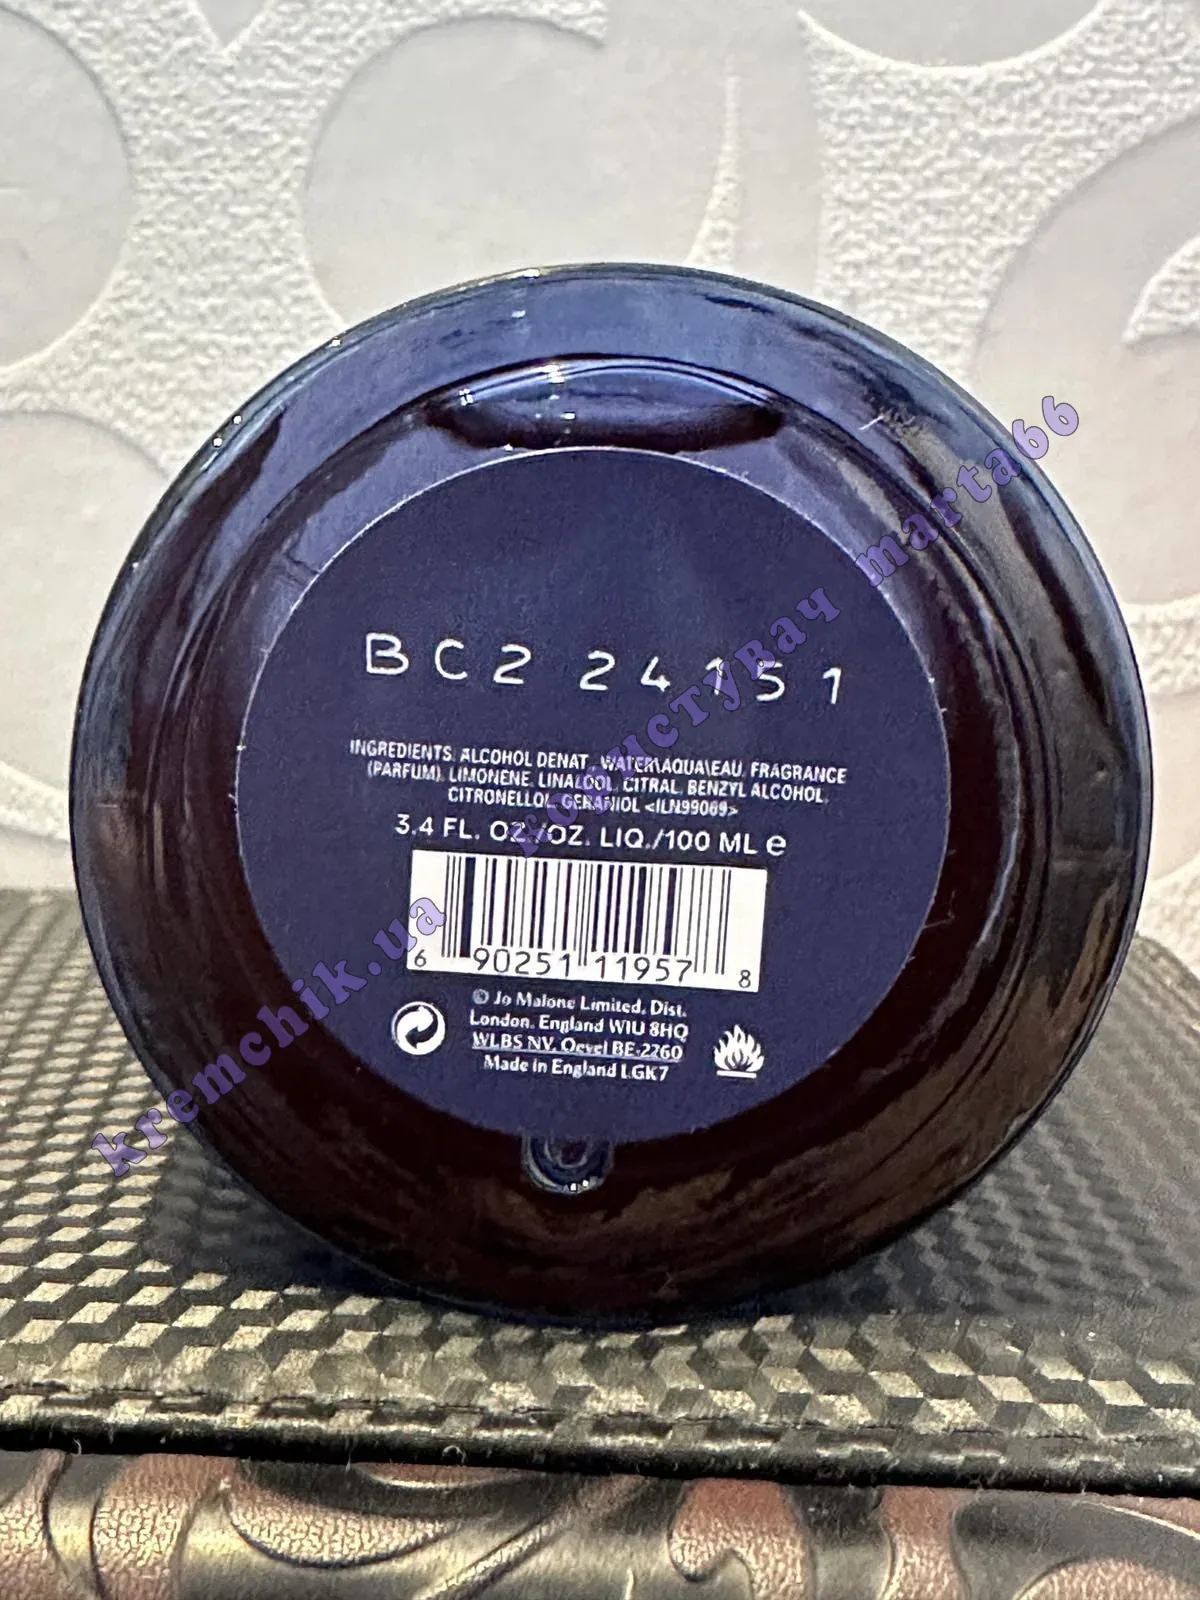 BC2 24151
INGREDIENTS: ALCOHOL DENAT., WATER\AQUA\EAU, FRAGRANCE
(PARFUM), LIMONENE, LINALOOL, CITRAL, BENZYL ALCOHOL,
CITRONELLOL, GERANIOL <ILN99069>
3.4 FL. OZ./OZ. LIQ./100 ML e
6 90251 11957 8
© Jo Malone Limited, Dist.
London, England W1U 8HQ
WLBS NV, Oevel BE-2260
Made in England LGK7
kremchik.ua користувач marta66